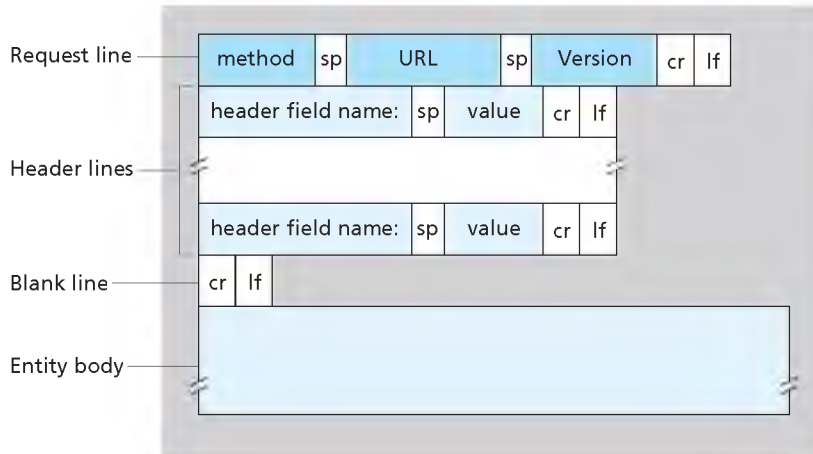 Request line method sp URL sp Version cr lf
header field name: sp value cr lf
Header lines
header field name: sp value cr lf
Blank line cr lf
Entity body